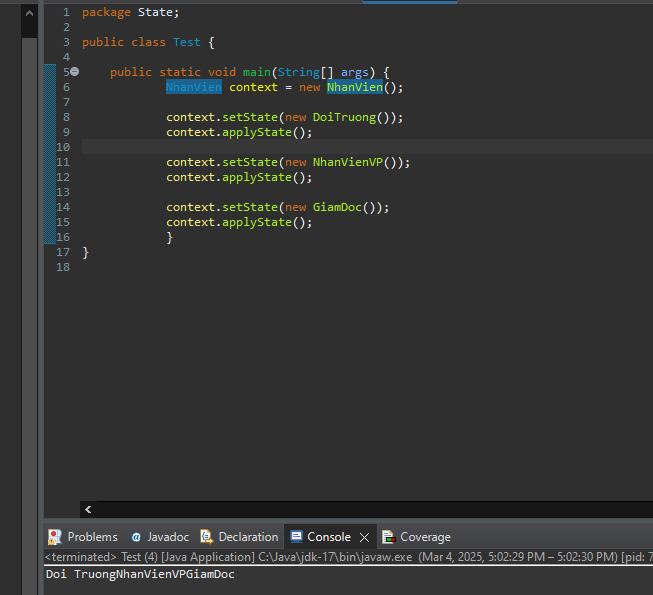 1 package State;
2
3 public class Test {
4
5 public static void main(String[] args) {
6 NhanVien context = new NhanVien();
7
8 context.setState(new DoiTruong());
9 context.applyState();
10
11 context.setState(new NhanVienVP());
12 context.applyState();
13
14 context.setState(new GiamDoc());
15 context.applyState();
16 }
17 }
18
Problems Javadoc Declaration Console Coverage
<terminated> Test (4) [Java Application] C:\Java\jdk-17\bin\javaw.exe (Mar 4, 2025, 5:02:29 PM – 5:02:30 PM) [pid: 7
Doi TruongNhanVienVPGiamDoc